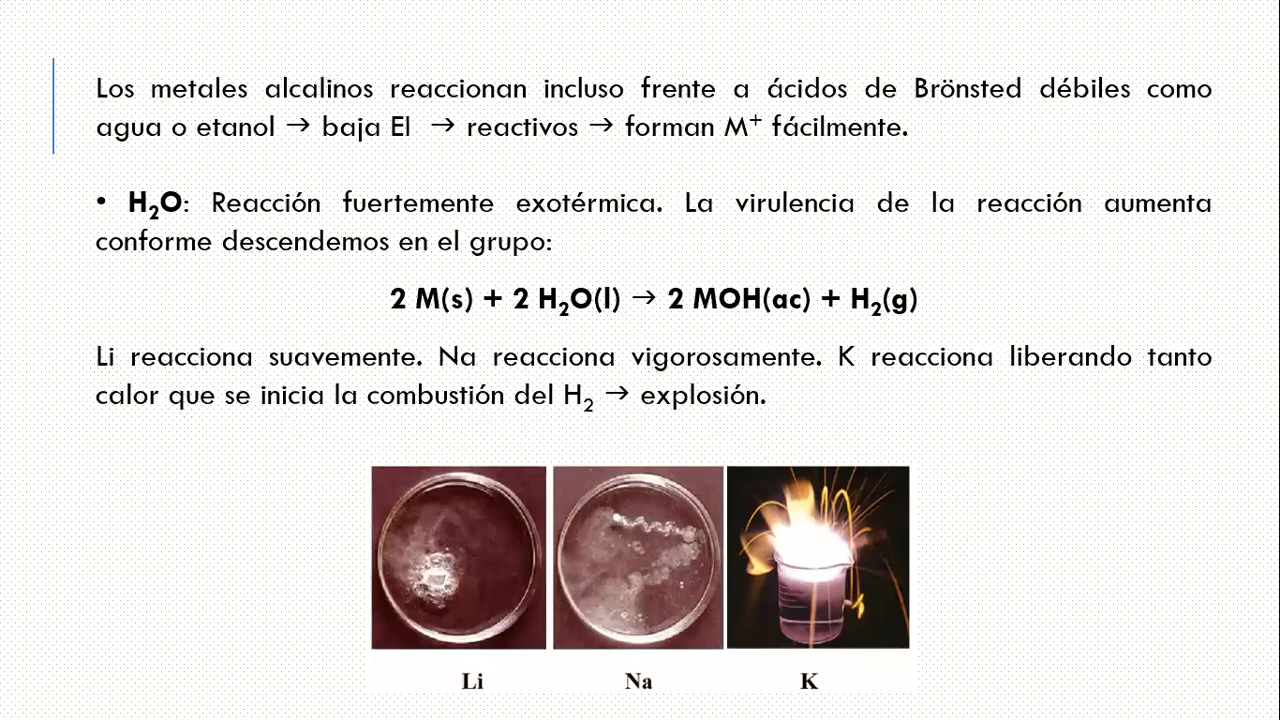 Los metales alcalinos reaccionan incluso frente a ácidos de Brönsted débiles como
agua o etanol → baja EI → reactivos → forman M⁺ fácilmente.
• H₂O: Reacción fuertemente exotérmica. La virulencia de la reacción aumenta
conforme descendemos en el grupo:
2 M(s) + 2 H₂O(l) → 2 MOH(ac) + H₂(g)
Li reacciona suavemente. Na reacciona vigorosamente. K reacciona liberando tanto
calor que se inicia la combustión del H₂ → explosión.
Li Na K